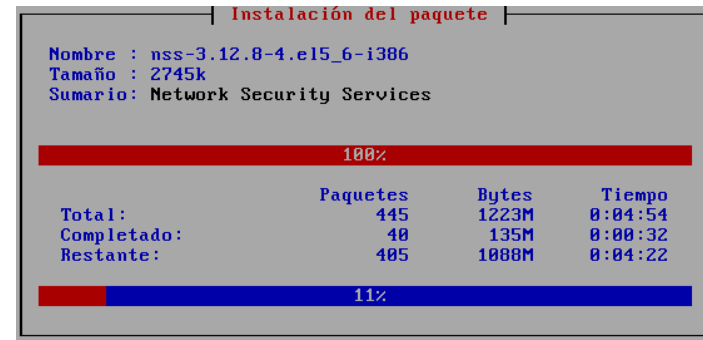 Instalación del paquete
Nombre : nss-3.12.8-4.el5_6-i386
Tamaño : 2745k
Sumario: Network Security Services
100%
Paquetes Bytes Tiempo
Total: 445 1223M 0:04:54
Completado: 40 135M 0:00:32
Restante: 405 1088M 0:04:22
11%